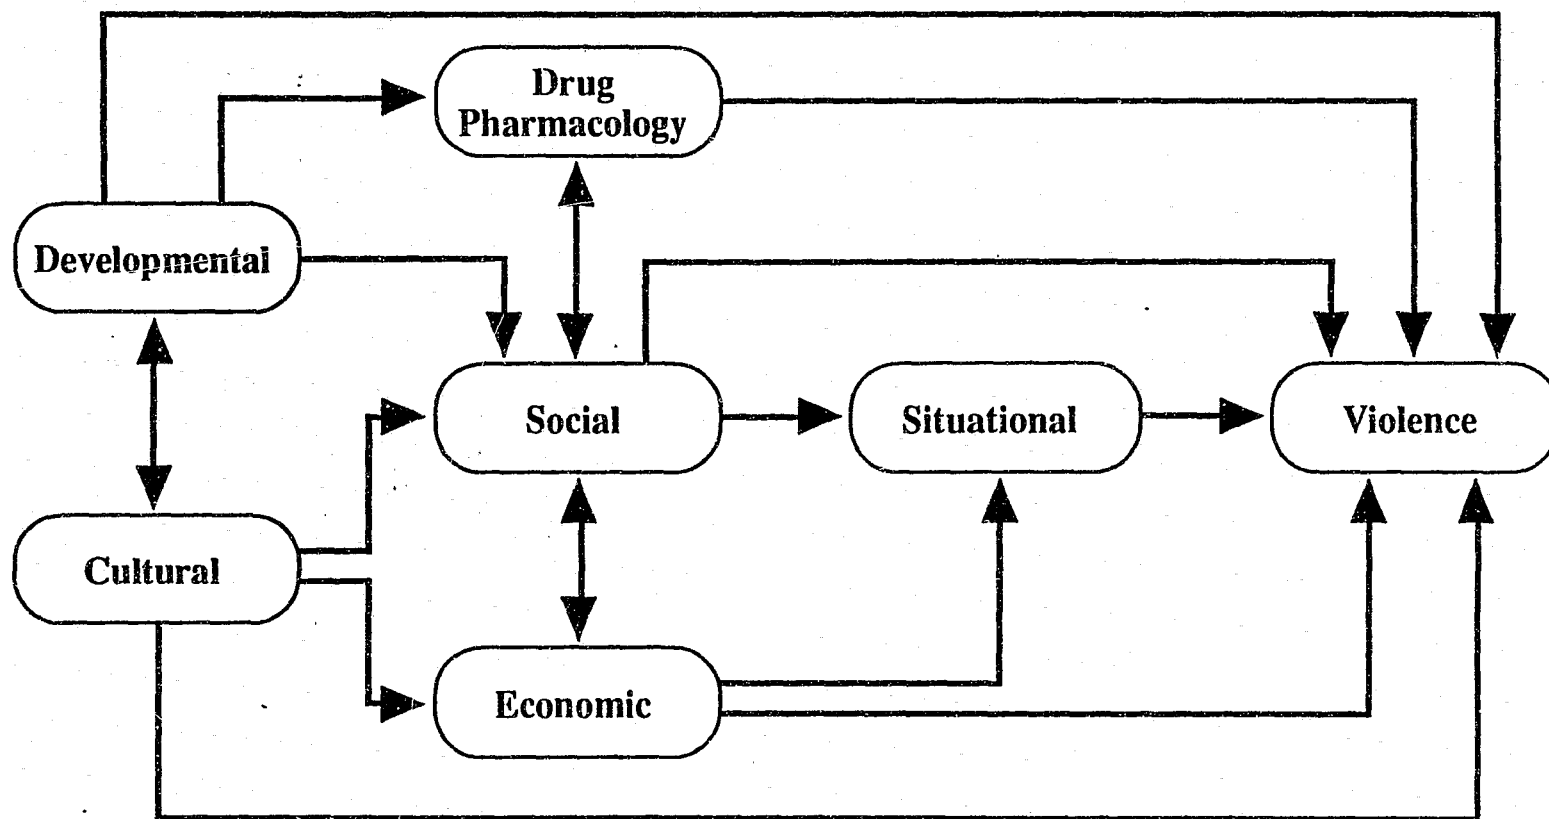 Drug
Pharmacology
Developmental
Social
Situational
Violence
Cultural
Economic